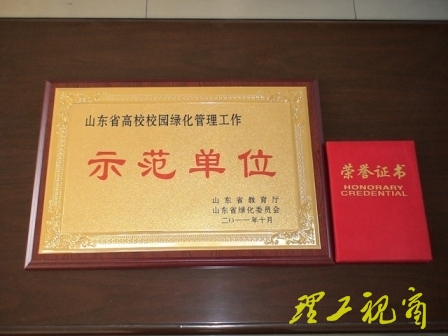 山东省高校校园绿化管理工作
示范单位
山东省教育厅
山东省绿化委员会
二〇一一年十月
荣誉证书
HONORARY
CREDENTIAL
理工视窗